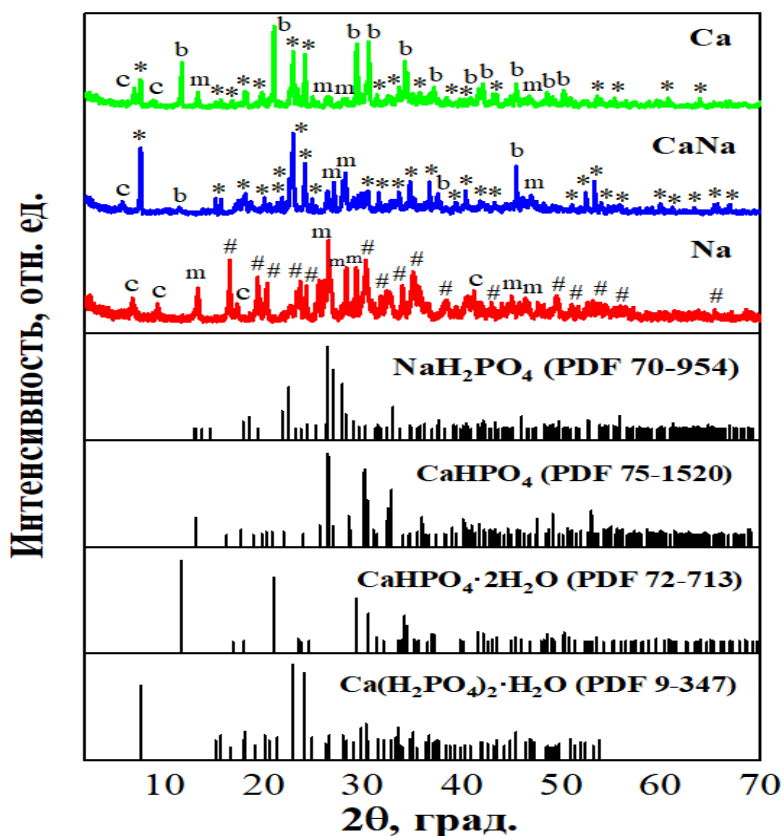 Ca
b b b b
* * * * b b b b b
c c m * * * * m m * * * * * m * * * *
CaNa
* * m b
c b * * * * * * * m * * * * b * * * * m * * * * * * * *
Na
m # #
c c m # c # # # # m m # # # c # m m # # # # #
NaH₂PO₄ (PDF 70-954)
CaHPO₄ (PDF 75-1520)
CaHPO₄·2H₂O (PDF 72-713)
Ca(H₂PO₄)₂·H₂O (PDF 9-347)
10 20 30 40 50 60 70
2θ, град.
Интенсивность, отн. ед.